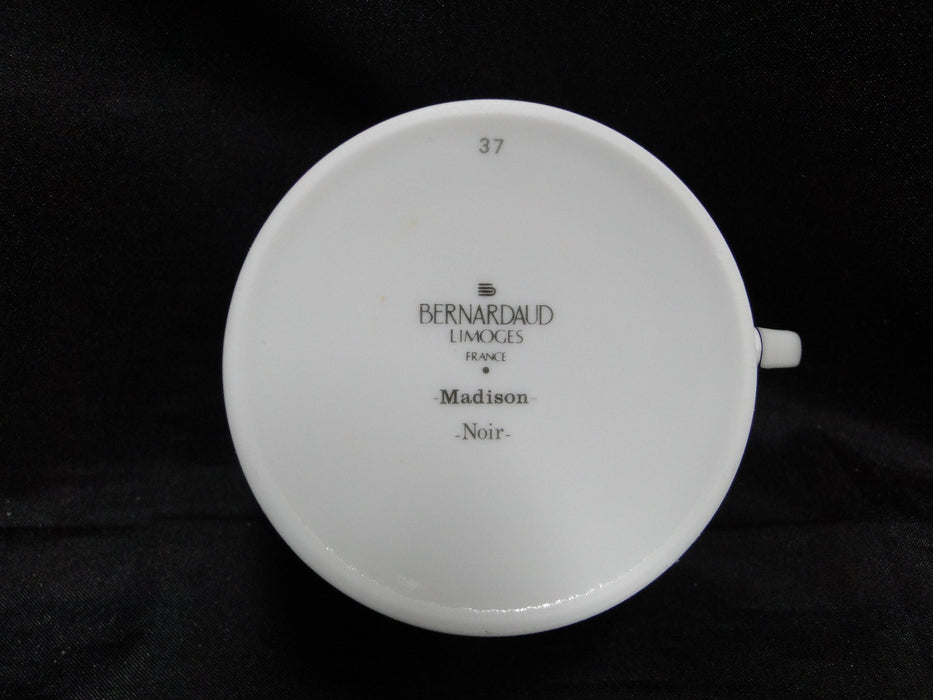 37
BERNARDAUD
LIMOGES
FRANCE
-Madison-
-Noir-